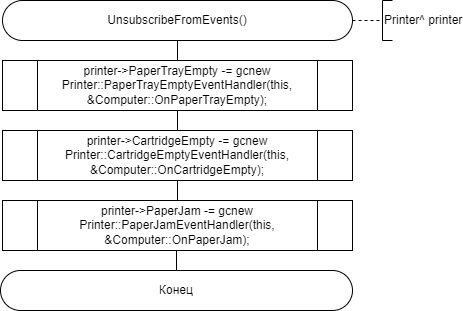 UnsubscribeFromEvents()
Printer^ printer
printer->PaperTrayEmpty -= gcnew
Printer::PaperTrayEmptyEventHandler(this,
&Computer::OnPaperTrayEmpty);
printer->CartridgeEmpty -= gcnew
Printer::CartridgeEmptyEventHandler(this,
&Computer::OnCartridgeEmpty);
printer->PaperJam -= gcnew
Printer::PaperJamEventHandler(this,
&Computer::OnPaperJam);
Конец